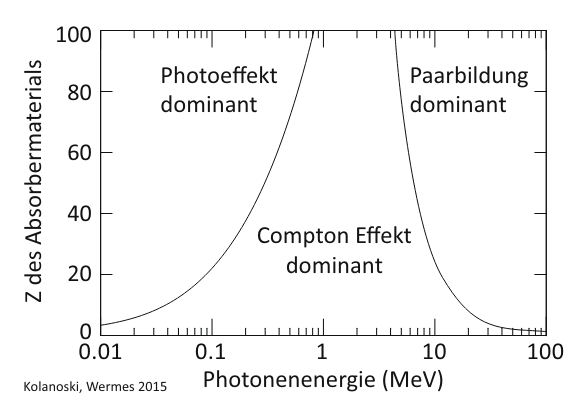 Z des Absorbermaterials
100
80
60
40
20
0
Photoeffekt
dominant
Paarbildung
dominant
Compton Effekt
dominant
0.01 0.1 1 10 100
Photonenenergie (MeV)
Kolanoski, Wermes 2015